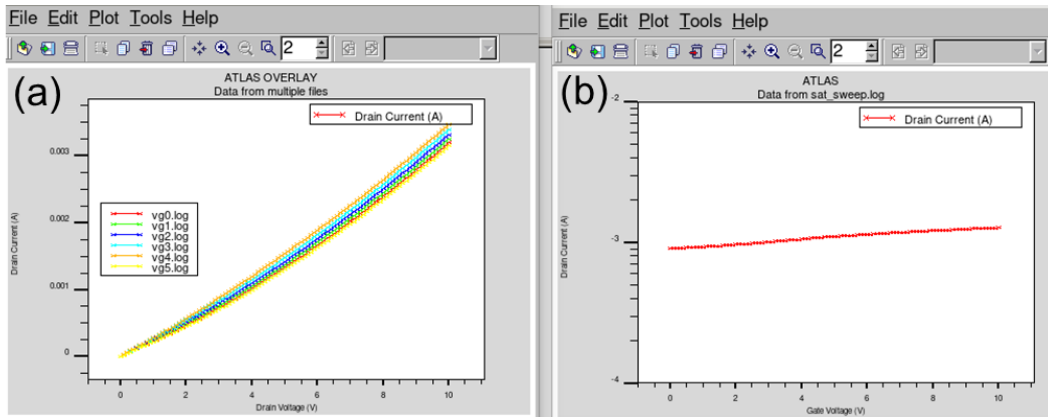 File Edit Plot Tools Help
2
(a)
ATLAS OVERLAY
Data from multiple files
Drain Current (A)
0.003
0.002
0.001
0
Drain Current (A)
vg0.log
vg1.log
vg2.log
vg3.log
vg4.log
vg5.log
0 2 4 6 8 10
Drain Voltage (V)
File Edit Plot Tools Help
2
(b)
ATLAS
Data from sat_sweep.log
Drain Current (A)
-2
-3
-4
Drain Current (A)
0 2 4 6 8 10
Gate Voltage (V)